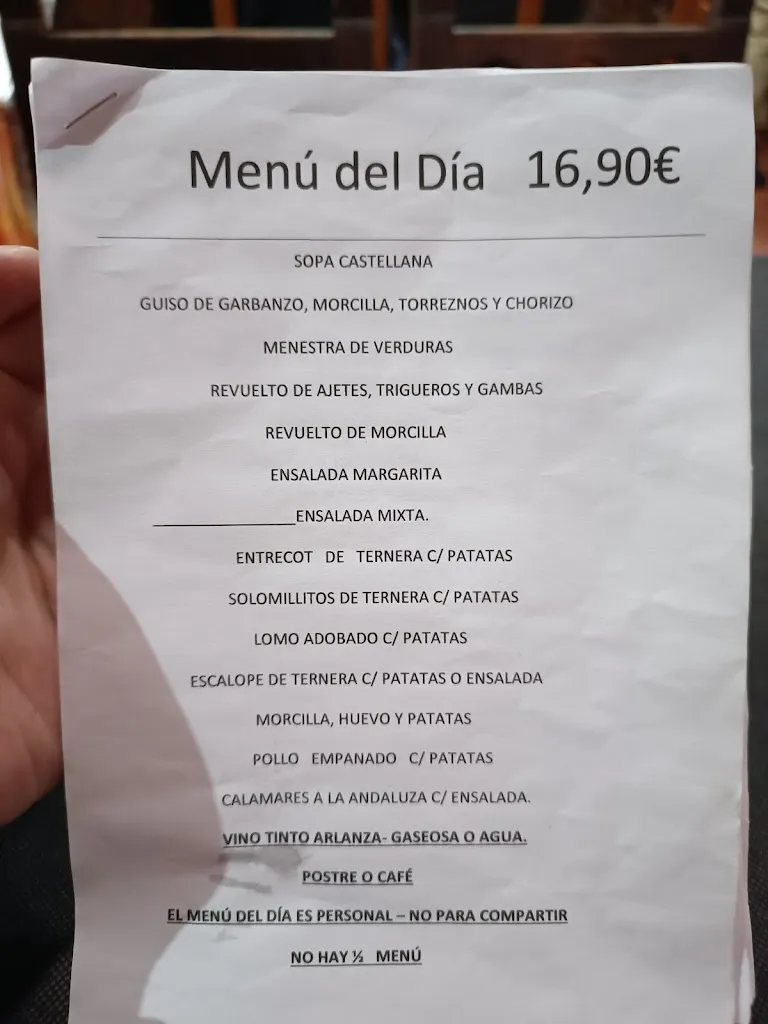 Menú del Día 16,90€
SOPA CASTELLANA
GUISO DE GARBANZO, MORCILLA, TORREZNOS Y CHORIZO
MENESTRA DE VERDURAS
REVUELTO DE AJETES, TRIGUEROS Y GAMBAS
REVUELTO DE MORCILLA
ENSALADA MARGARITA
ENSALADA MIXTA.
ENTRECOT DE TERNERA C/ PATATAS
SOLOMILLITOS DE TERNERA C/ PATATAS
LOMO ADOBADO C/ PATATAS
ESCALOPE DE TERNERA C/ PATATAS O ENSALADA
MORCILLA, HUEVO Y PATATAS
POLLO EMPANADO C/ PATATAS
CALAMARES A LA ANDALUZA C/ ENSALADA.
VINO TINTO ARLANZA- GASEOSA O AGUA.
POSTRE O CAFÉ
EL MENÚ DEL DÍA ES PERSONAL – NO PARA COMPARTIR
NO HAY ½ MENÚ